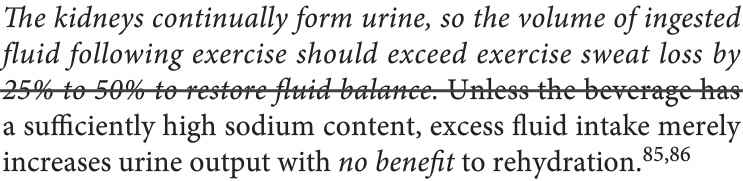 The kidneys continually form urine, so the volume of ingested
fluid following exercise should exceed exercise sweat loss by
25% to 50% to restore fluid balance. Unless the beverage has
a sufficiently high sodium content, excess fluid intake merely
increases urine output with no benefit to rehydration.85,86